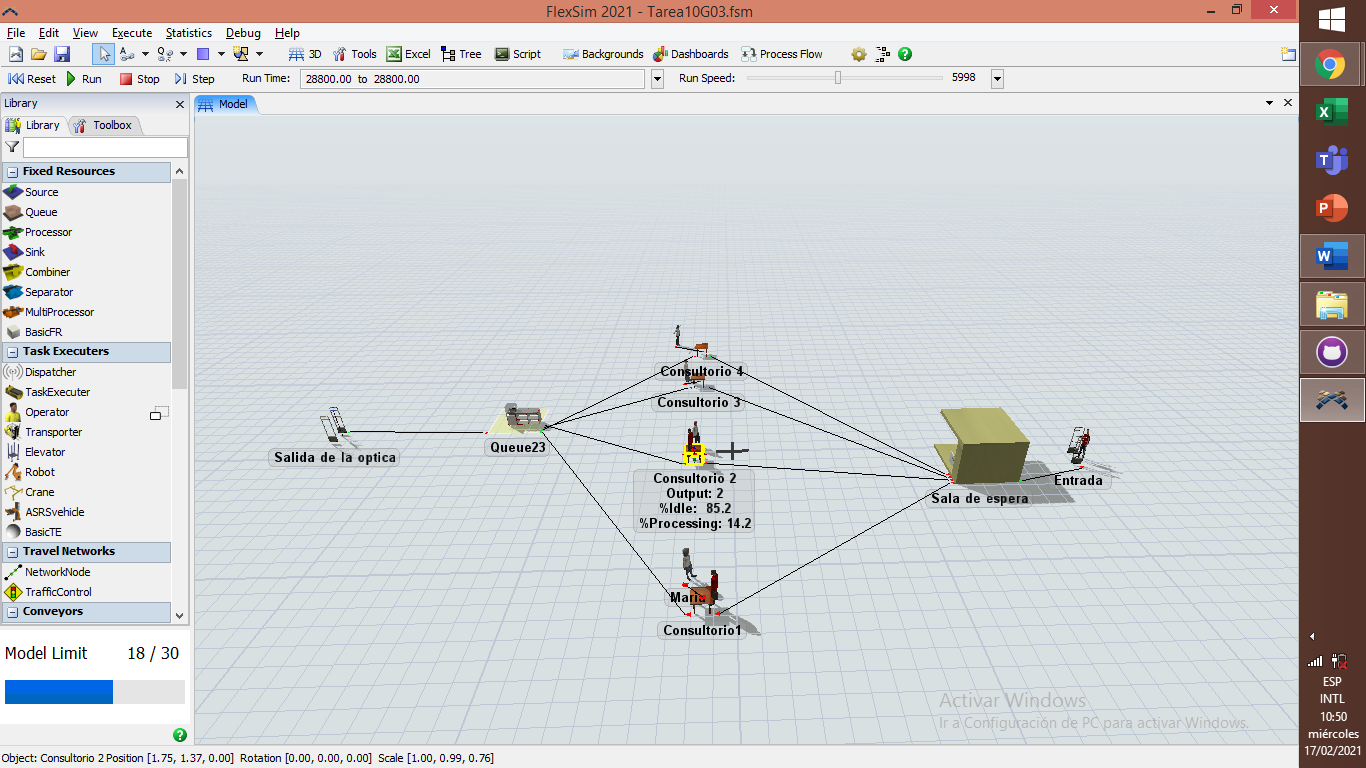 FlexSim 2021 - Tarea10G03.fsm
File Edit View Execute Statistics Debug Help
3D Tools Excel Tree Script Backgrounds Dashboards Process Flow
Reset Run Stop Step Run Time: 28800.00 to 28800.00 Run Speed: 5998
Library
Library Toolbox
Model
Fixed Resources
Source
Queue
Processor
Sink
Combiner
Separator
MultiProcessor
BasicFR
Task Executers
Dispatcher
TaskExecuter
Operator
Transporter
Elevator
Robot
Crane
ASRSvehicle
BasicTE
Travel Networks
NetworkNode
TrafficControl
Conveyors
Model Limit 18 / 30
Consultorio 4
Consultorio 3
Queue23
Salida de la optica
Consultorio 2
Output: 2
%Idle: 85.2
%Processing: 14.2
Entrada
Sala de espera
Maria
Consultorio1
Activar Windows
Ir a Configuración de PC para activar Windows.
Object: Consultorio 2 Position [1.75, 1.37, 0.00] Rotation [0.00, 0.00, 0.00] Scale [1.00, 0.99, 0.76]
ESP
INTL
10:50
miércoles
17/02/2021